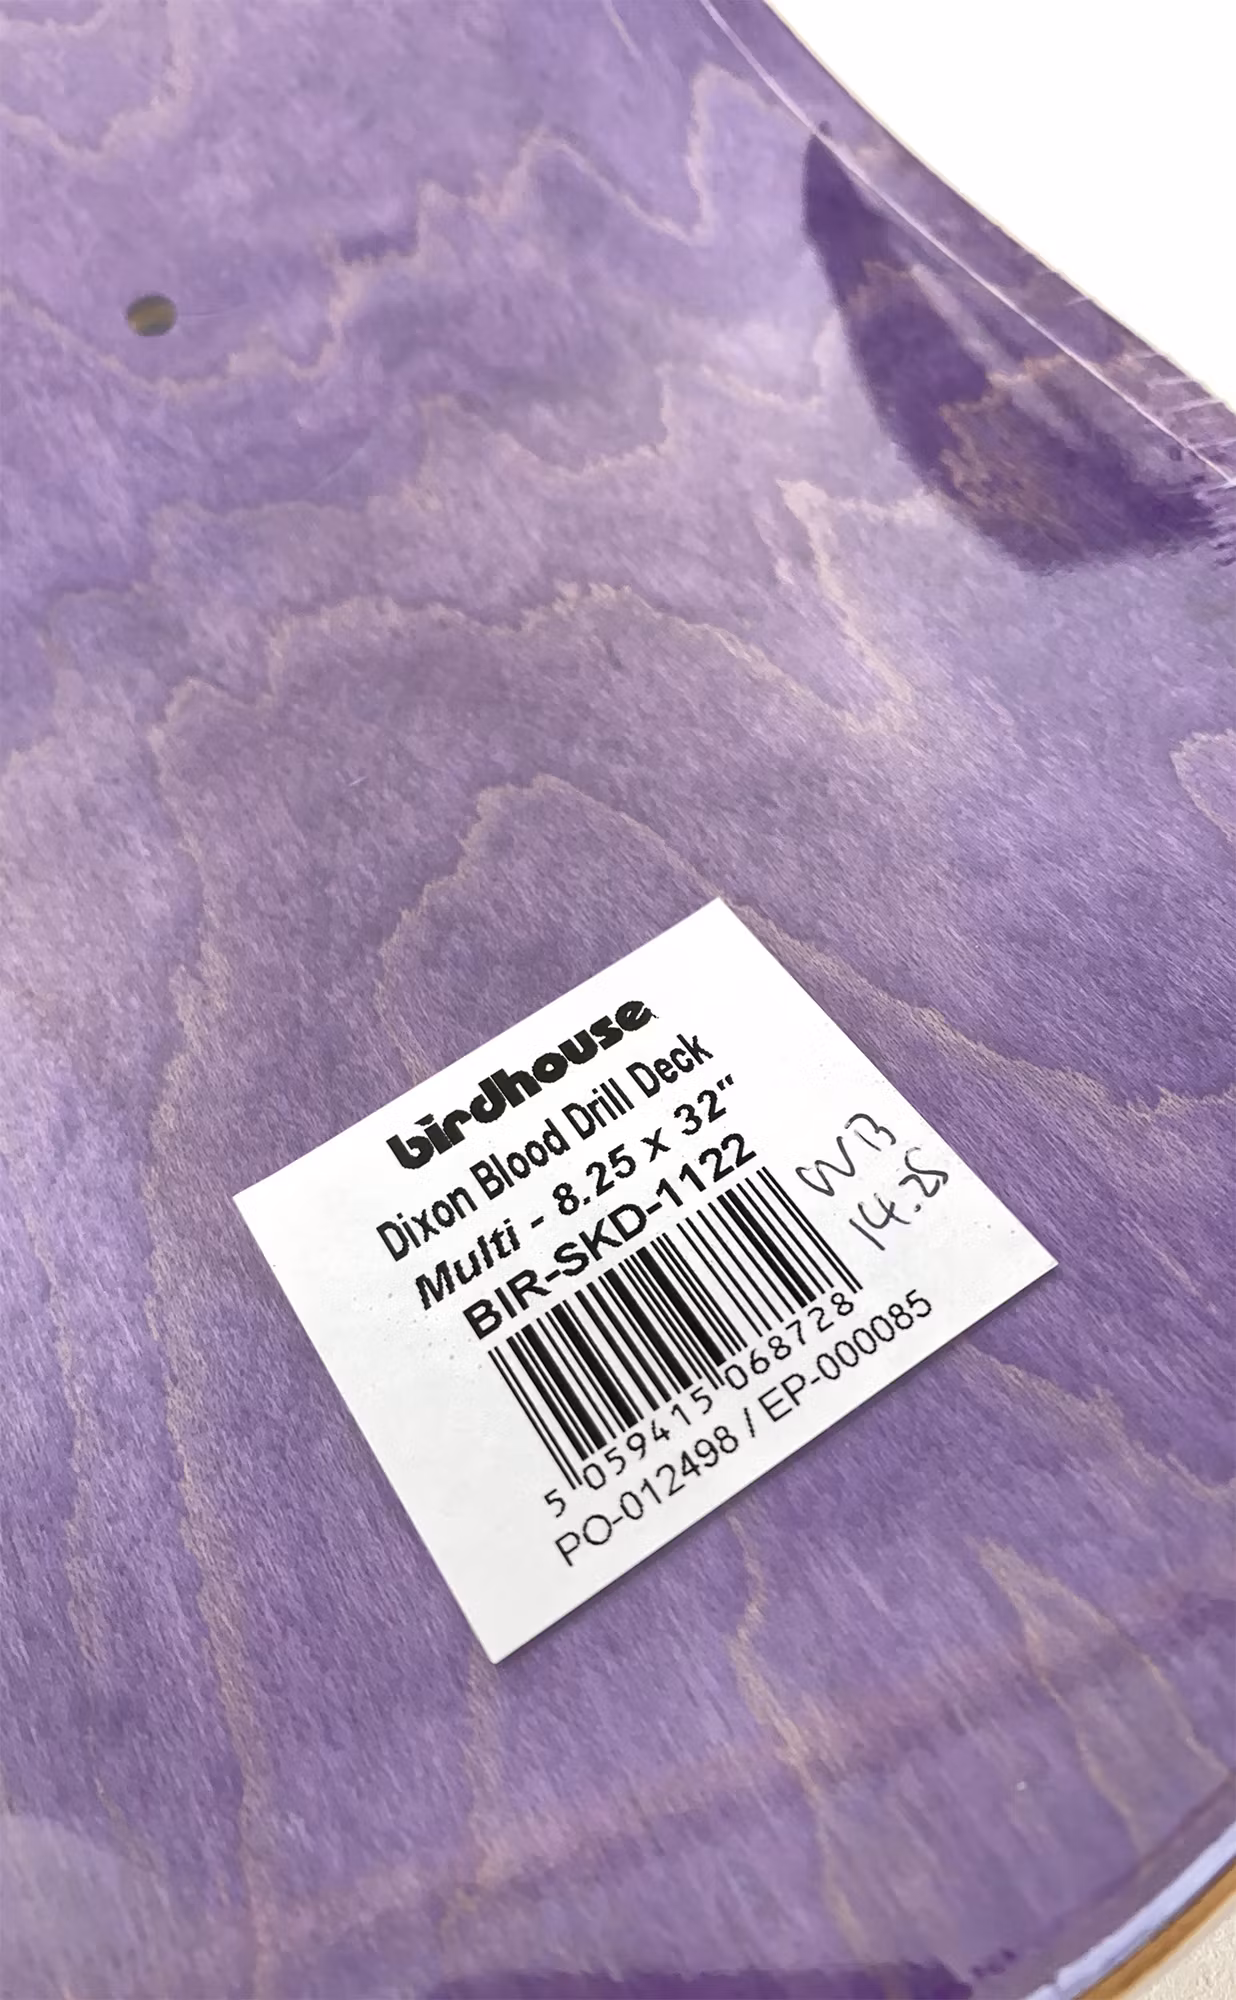 birdhouse
Dixon Blood Drill Deck
Multi - 8.25 x 32"
BIR-SKD-1122
WB
14.25
5 059415 068728
PO-012498 / EP-000085